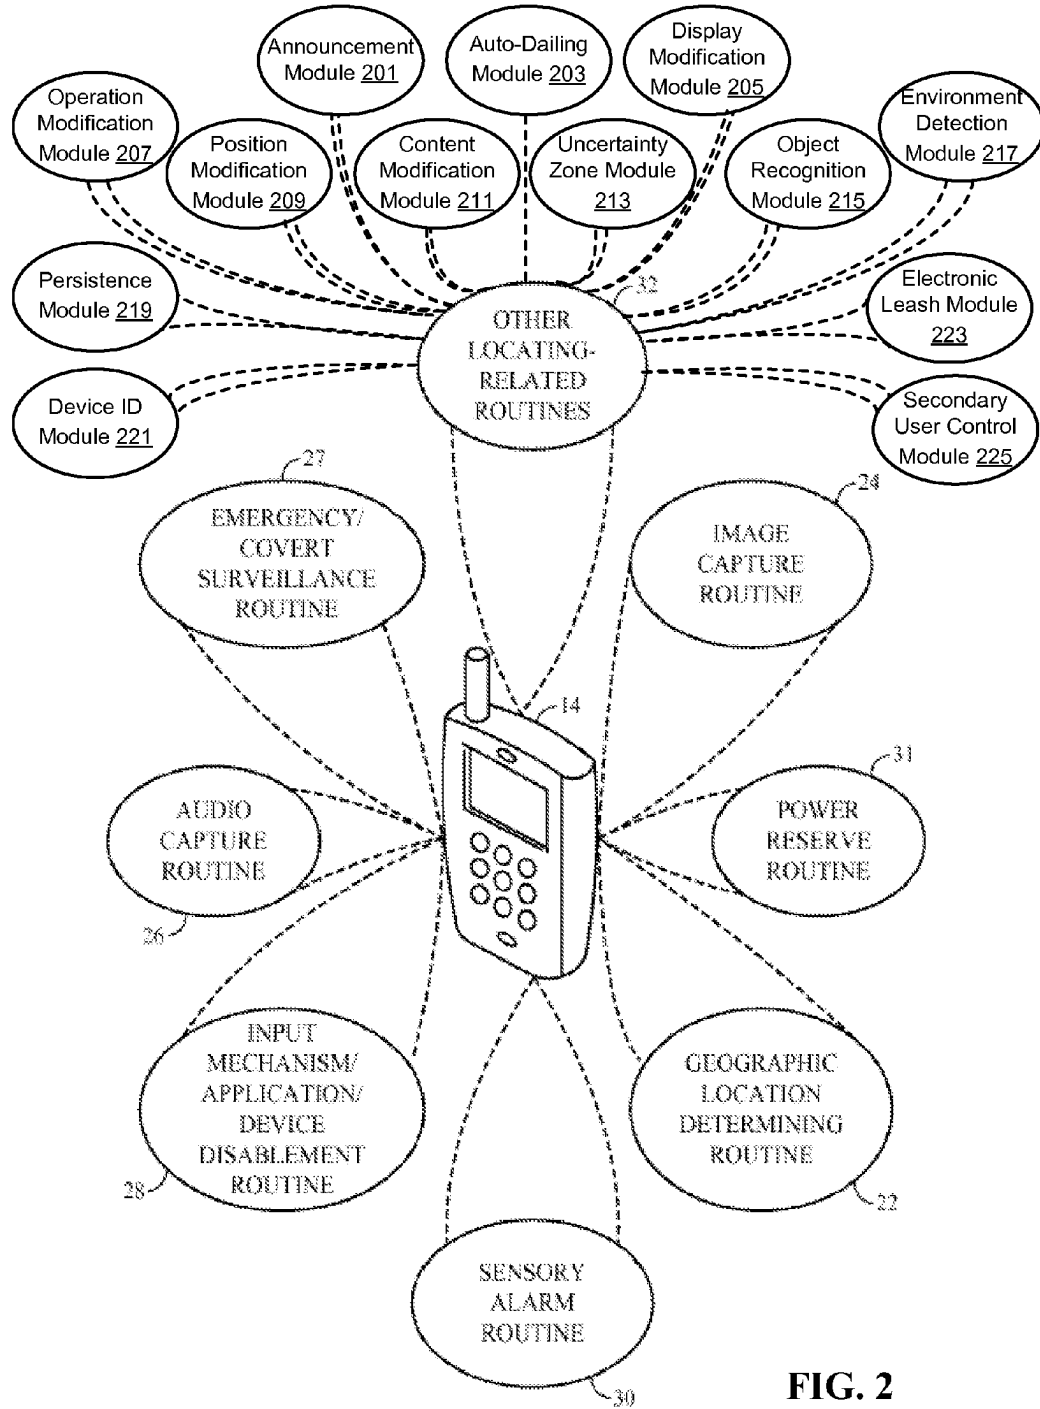 Announcement
Module 201
Auto-Dailing
Module 203
Display
Modification
Module 205
Operation
Modification
Module 207
Position
Modification
Module 209
Content
Modification
Module 211
Uncertainty
Zone Module
213
Object
Recognition
Module 215
Environment
Detection
Module 217
Persistence
Module 219
Electronic
Leash Module
223
Device ID
Module 221
Secondary
User Control
Module 225
32
OTHER
LOCATING-
RELATED
ROUTINES
27
EMERGENCY/
COVERT
SURVEILLANCE
ROUTINE
24
IMAGE
CAPTURE
ROUTINE
14
AUDIO
CAPTURE
ROUTINE
26
31
POWER
RESERVE
ROUTINE
INPUT
MECHANISM/
APPLICATION/
DEVICE
DISABLEMENT
ROUTINE
28
GEOGRAPHIC
LOCATION
DETERMINING
ROUTINE
22
SENSORY
ALARM
ROUTINE
30
FIG. 2